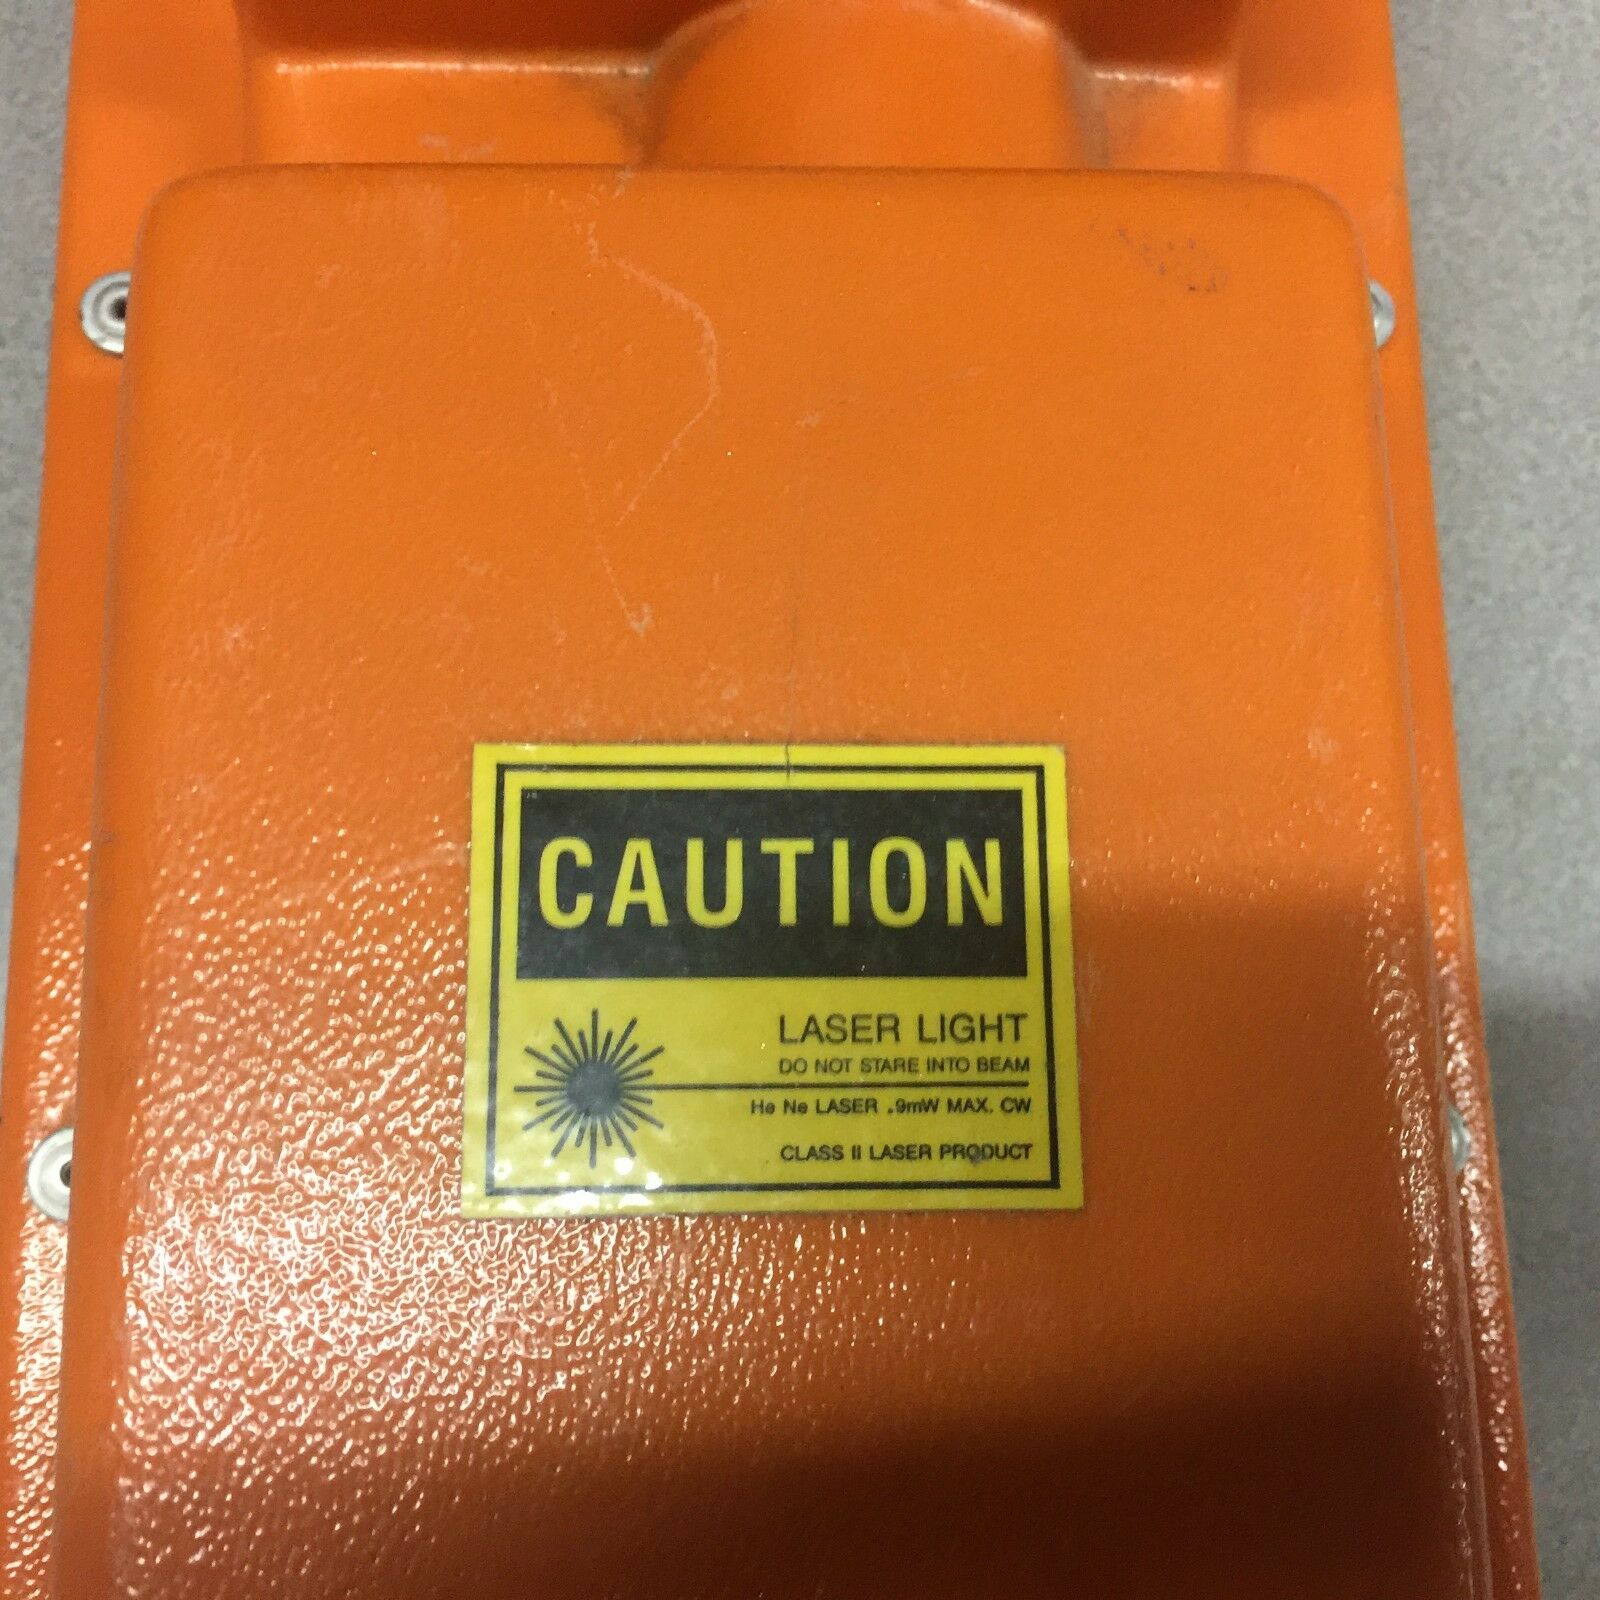 CAUTION
LASER LIGHT
DO NOT STARE INTO BEAM
He Ne LASER .9mW MAX. CW
CLASS II LASER PRODUCT